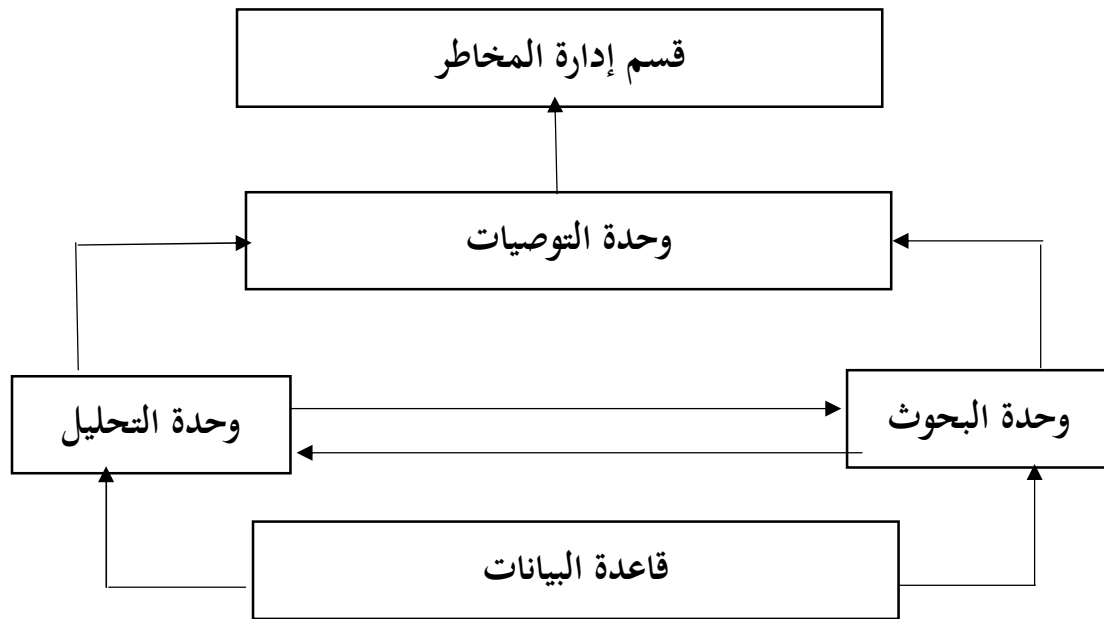 قسم إدارة المخاطر
وحدة التوصيات
وحدة البحوث
وحدة التحليل
قاعدة البيانات